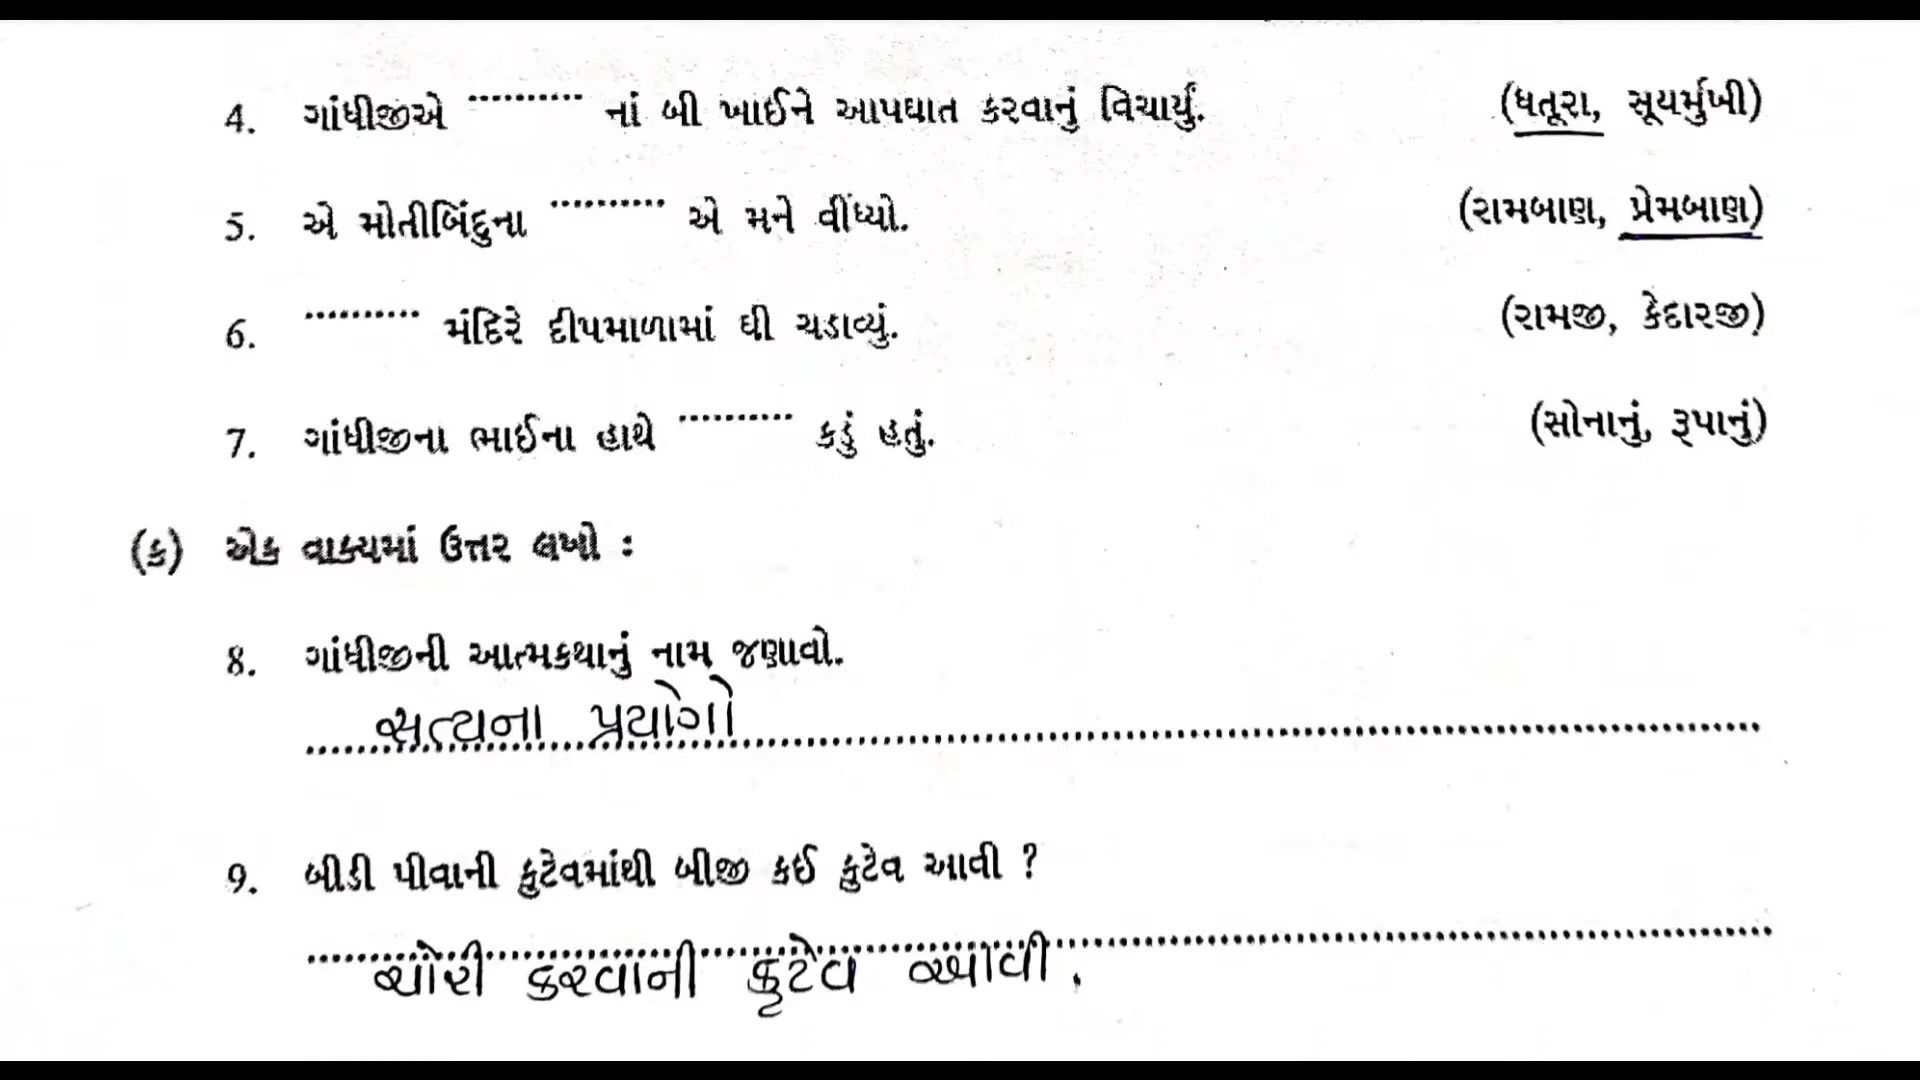 4. ગાંધીજીએ .......... નાં બી ખાઈને આપઘાત કરવાનું વિચાર્યું. (ધતૂરા, સૂયર્મુખી)
5. એ મોતીબિંદુના .......... એ મને વીંધ્યો. (રામબાણ, પ્રેમબાણ)
6. .......... મંદિરે દીપમાળામાં ઘી ચડાવ્યું. (રામજી, કેદારજી)
7. ગાંધીજીના ભાઈના હાથે .......... કડું હતું. (સોનાનું, રૂપાનું)
(ક) એક વાક્યમાં ઉત્તર લખો :
8. ગાંધીજીની આત્મકથાનું નામ જણાવો.
સત્યના પ્રયોગો
9. બીડી પીવાની કુટેવમાંથી બીજી કઈ કુટેવ આવી ?
ચોરી કરવાની કુટેવ આવી.